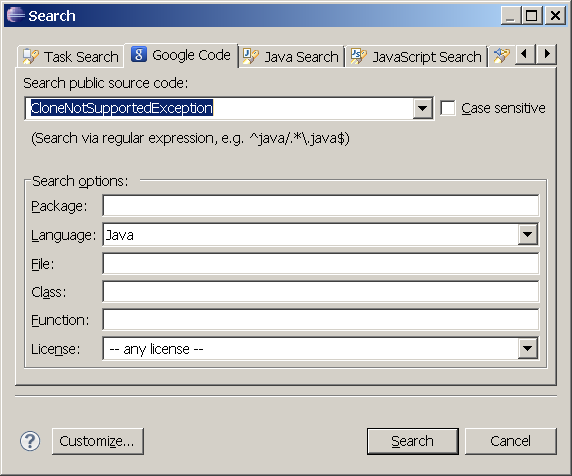 Search
Task Search
Google Code
Java Search
JavaScript Search
Search public source code:
CloneNotSupportedException
Case sensitive
(Search via regular expression, e.g. ^java/.*\.java$)
Search options:
Package:
Language: Java
File:
Class:
Function:
License: -- any license --
Customize...
Search
Cancel